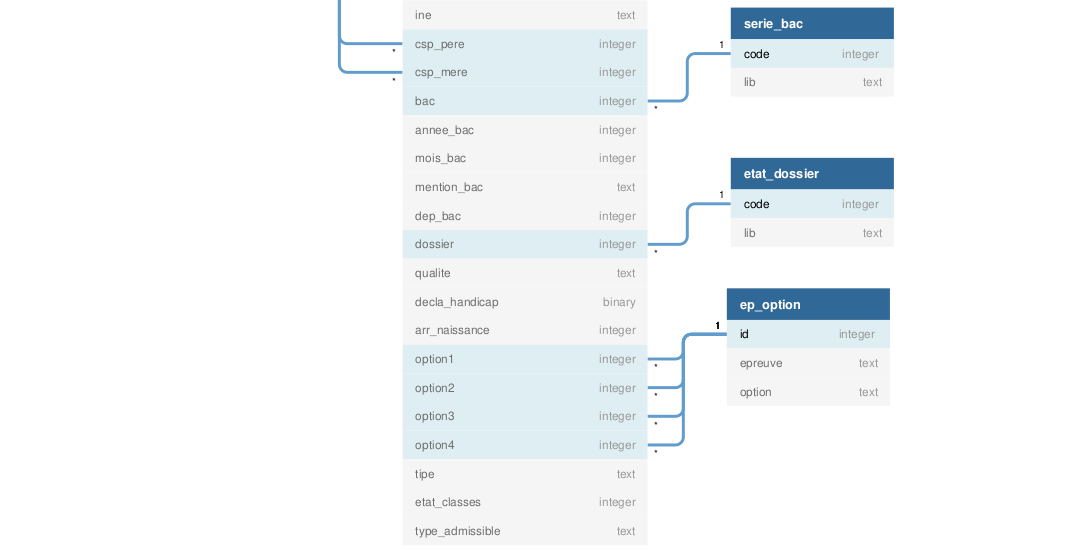 ine text
csp_pere integer
*
csp_mere integer
*
bac integer
*
annee_bac integer
mois_bac integer
mention_bac text
dep_bac integer
dossier integer
*
qualite text
decla_handicap binary
arr_naissance integer
option1 integer
*
option2 integer
*
option3 integer
*
option4 integer
*
tipe text
etat_classes integer
type_admissible text
serie_bac
1
code integer
lib text
etat_dossier
1
code integer
lib text
ep_option
1
id integer
epreuve text
option text